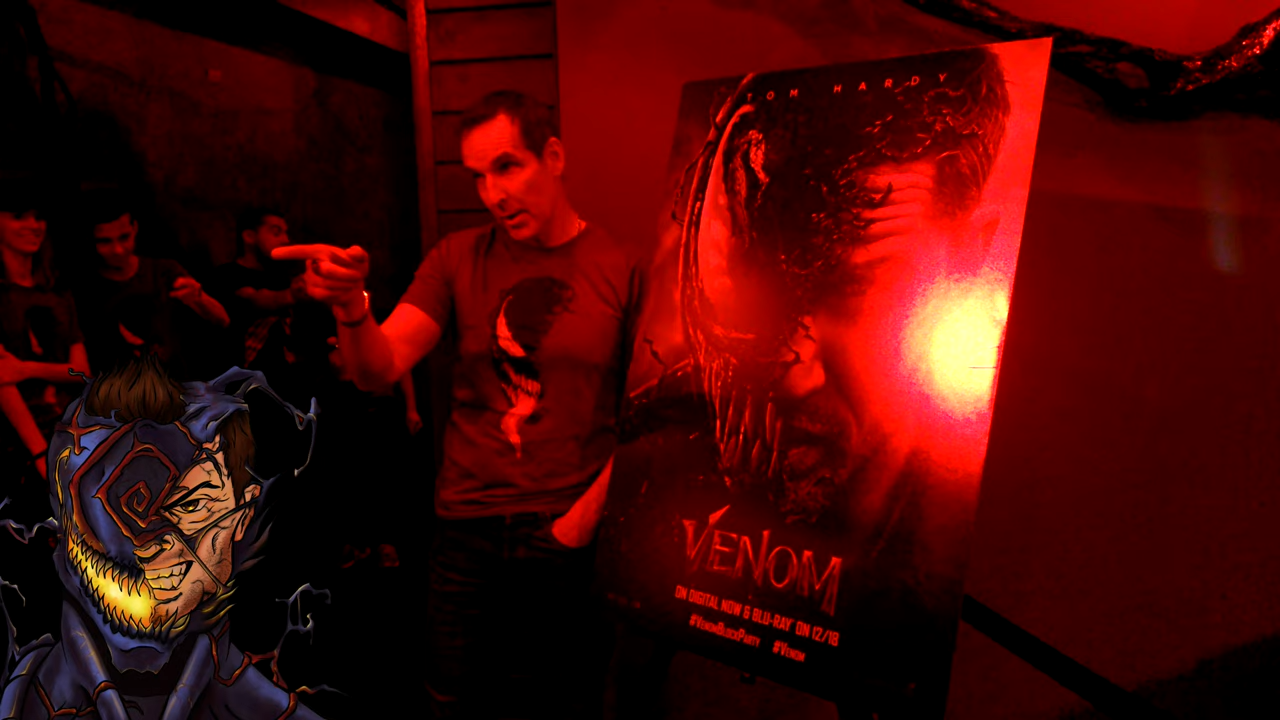 TOM HARDY
VENOM
ON DIGITAL NOW & BLU-RAY ON 12/18
#VENOMBLOCKPARTY #VENOM